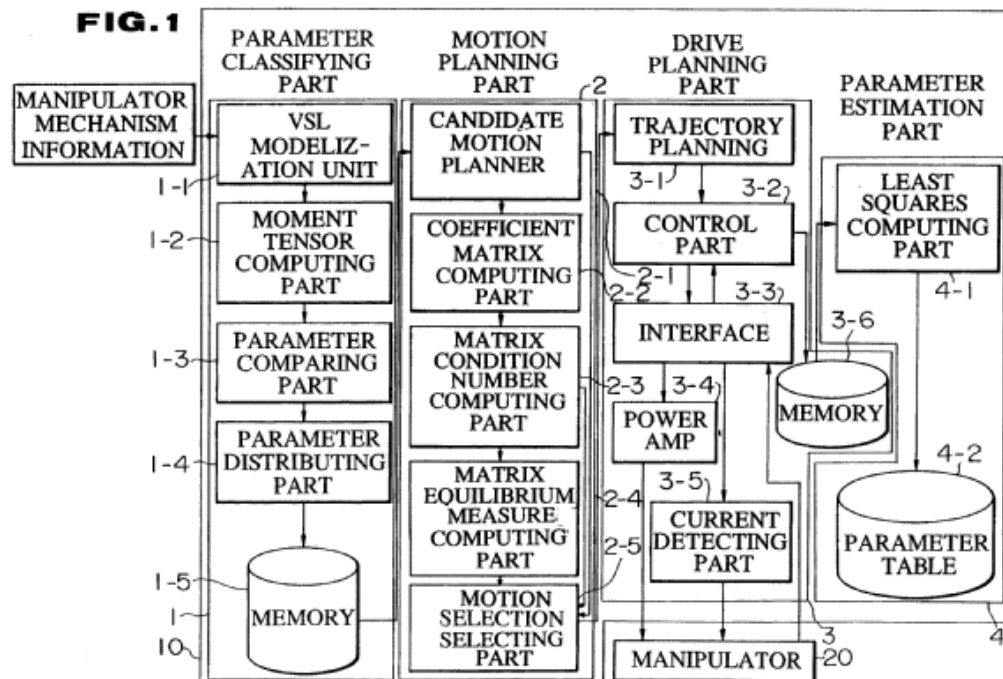 FIG.1
MANIPULATOR
MECHANISM
INFORMATION
PARAMETER
CLASSIFYING
PART
VSL
MODELIZ-
ATION UNIT
1-1
MOMENT
TENSOR
COMPUTING
PART
1-2
PARAMETER
COMPARING
PART
1-3
PARAMETER
DISTRIBUTING
PART
1-4
MEMORY
1-5
1
10
MOTION
PLANNING
PART
2
CANDIDATE
MOTION
PLANNER
2-1
COEFFICIENT
MATRIX
COMPUTING
PART
2-2
MATRIX
CONDITION
NUMBER
COMPUTING
PART
2-3
MATRIX
EQUILIBRIUM
MEASURE
COMPUTING
PART
2-4
MOTION
SELECTION
SELECTING
PART
2-5
DRIVE
PLANNING
PART
TRAJECTORY
PLANNING
3-1
CONTROL
PART
3-2
INTERFACE
3-3
POWER
AMP
3-4
CURRENT
DETECTING
PART
3-5
MEMORY
3-6
3
MANIPULATOR
20
PARAMETER
ESTIMATION
PART
LEAST
SQUARES
COMPUTING
PART
4-1
PARAMETER
TABLE
4-2
4